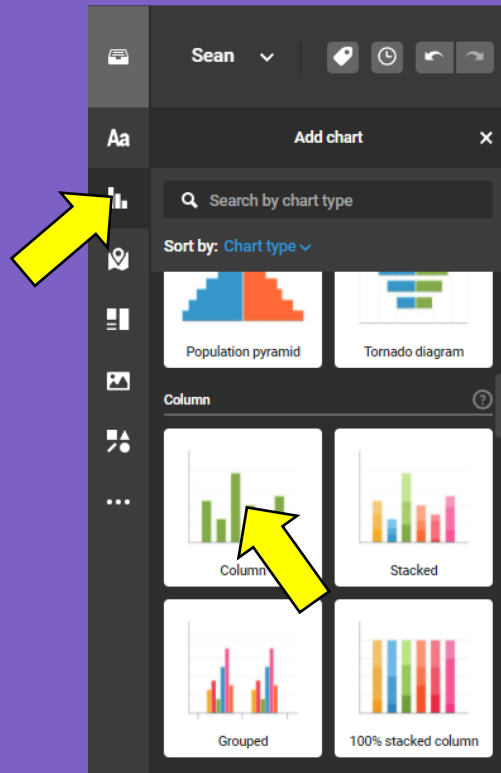 Sean
Aa
Add chart
Search by chart type
Sort by: Chart type
Population pyramid
Tornado diagram
Column
?
Column
Stacked
Grouped
100% stacked column